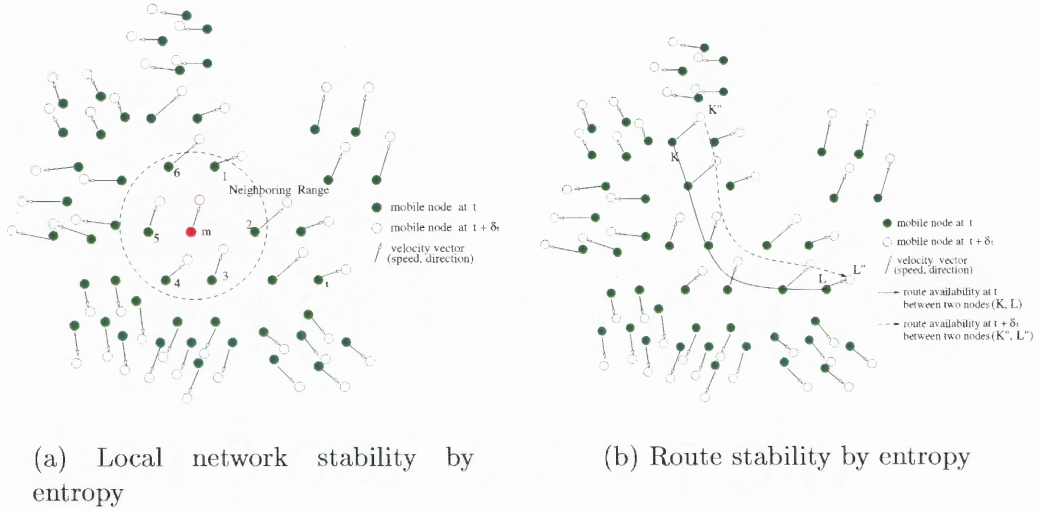 6
1
Neighboring Range
5
m
2
4
3
t
mobile node at t
mobile node at t + δt
velocity vector
(speed, direction)
K"
K
L
L"
mobile node at t
mobile node at t + δt
velocity vector
(speed, direction)
route availability at t
between two nodes (K, L)
route availability at t + δt
between two nodes (K", L")
(a) Local network stability by
entropy
(b) Route stability by entropy